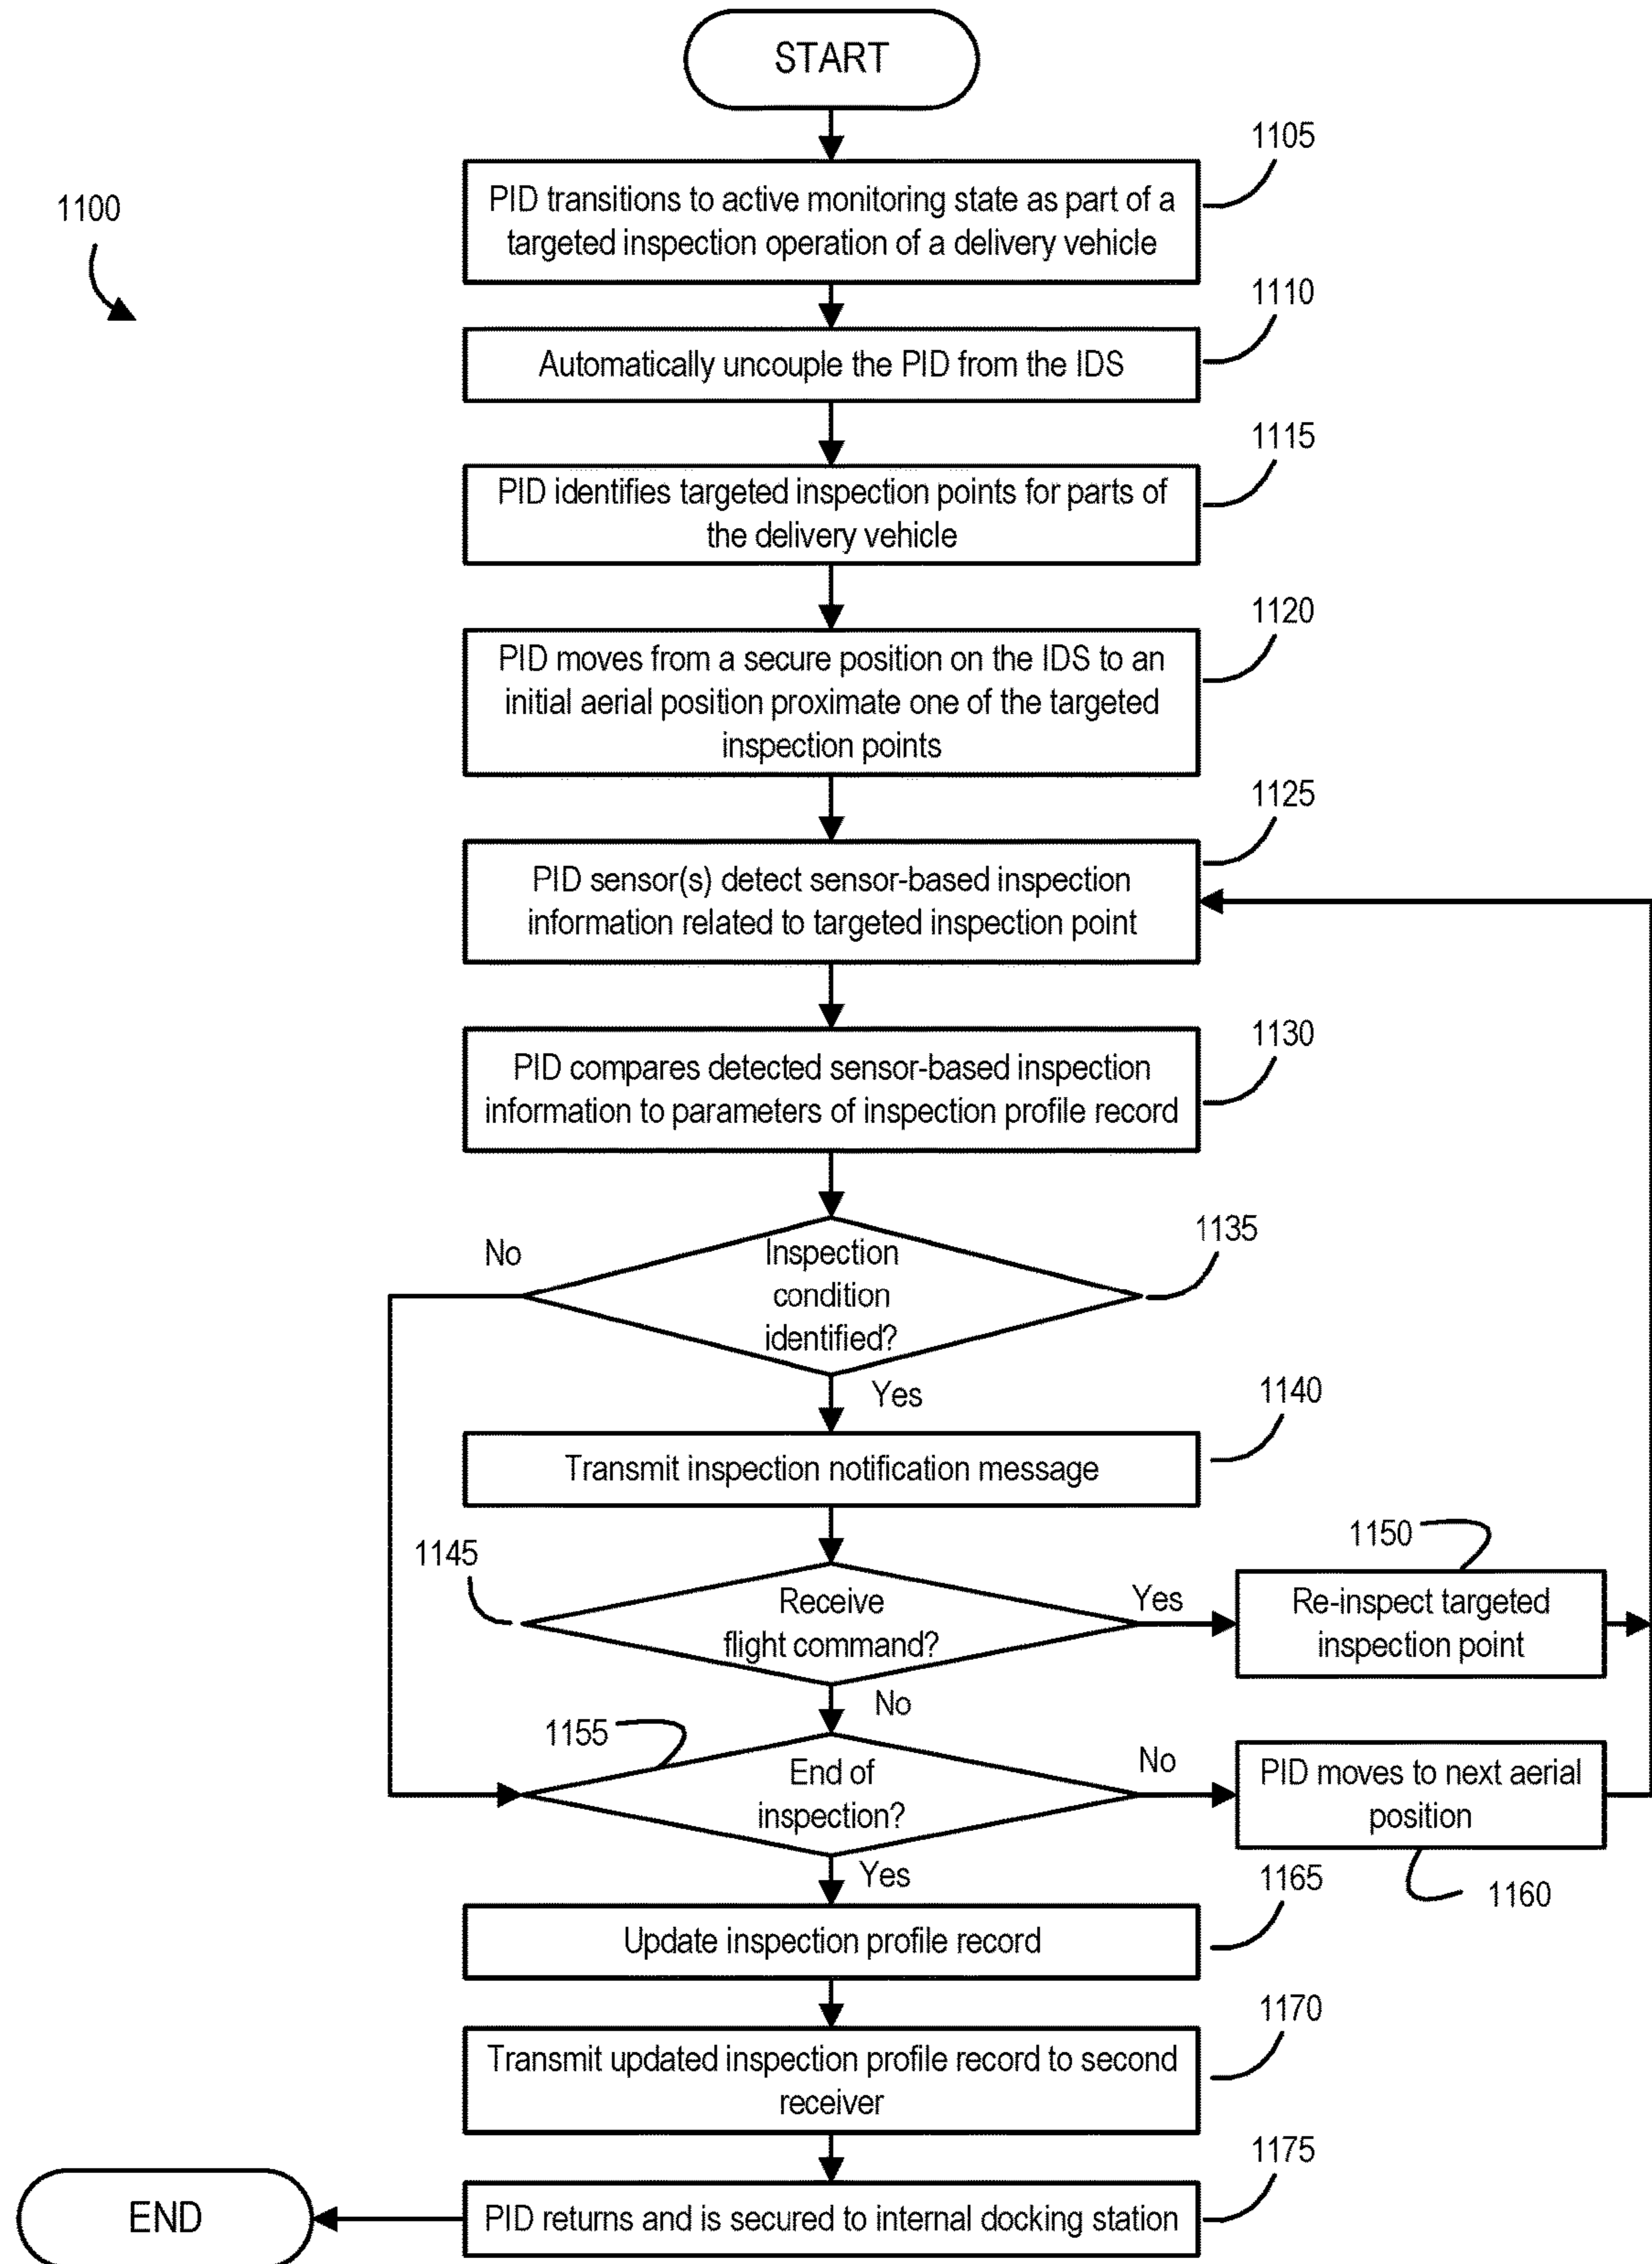 START
1100
1105
PID transitions to active monitoring state as part of a
targeted inspection operation of a delivery vehicle
1110
Automatically uncouple the PID from the IDS
1115
PID identifies targeted inspection points for parts of
the delivery vehicle
1120
PID moves from a secure position on the IDS to an
initial aerial position proximate one of the targeted
inspection points
1125
PID sensor(s) detect sensor-based inspection
information related to targeted inspection point
1130
PID compares detected sensor-based inspection
information to parameters of inspection profile record
1135
No
Inspection
condition
identified?
Yes
1140
Transmit inspection notification message
1145
Receive
flight command?
Yes
1150
Re-inspect targeted
inspection point
No
1155
End of
inspection?
No
PID moves to next aerial
position
1160
Yes
1165
Update inspection profile record
1170
Transmit updated inspection profile record to second
receiver
1175
PID returns and is secured to internal docking station
END